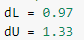 dL = 0.97
dU = 1.33